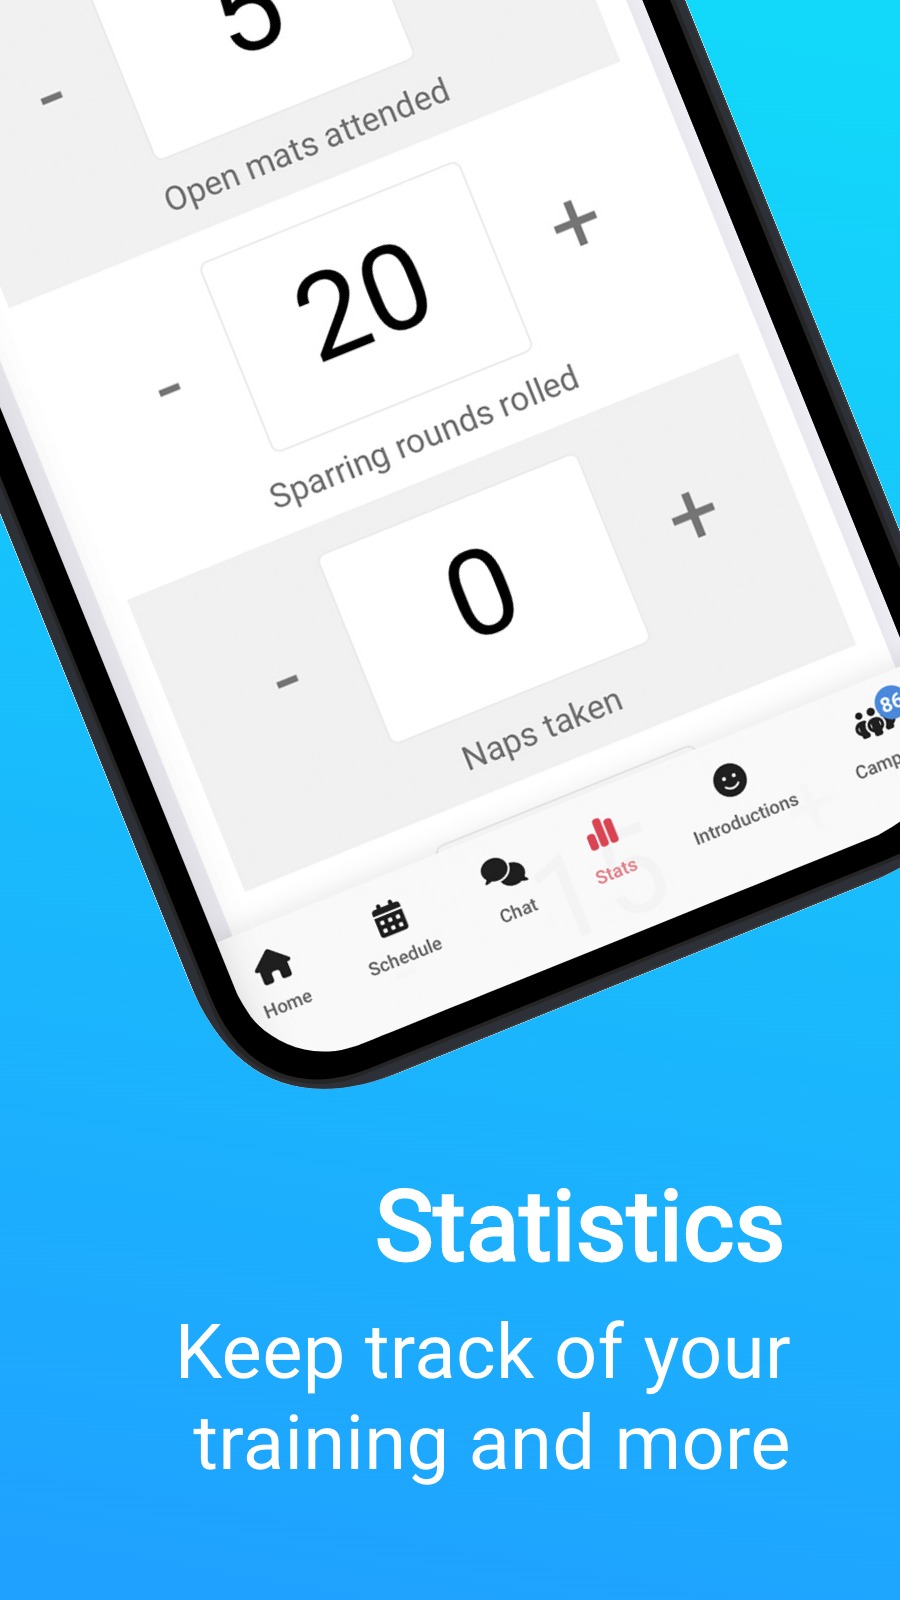 5
-
Open mats attended
20
+
-
Sparring rounds rolled
0
+
-
Naps taken
15
Home
Schedule
Chat
Stats
Introductions
86
Statistics
Keep track of your
training and more